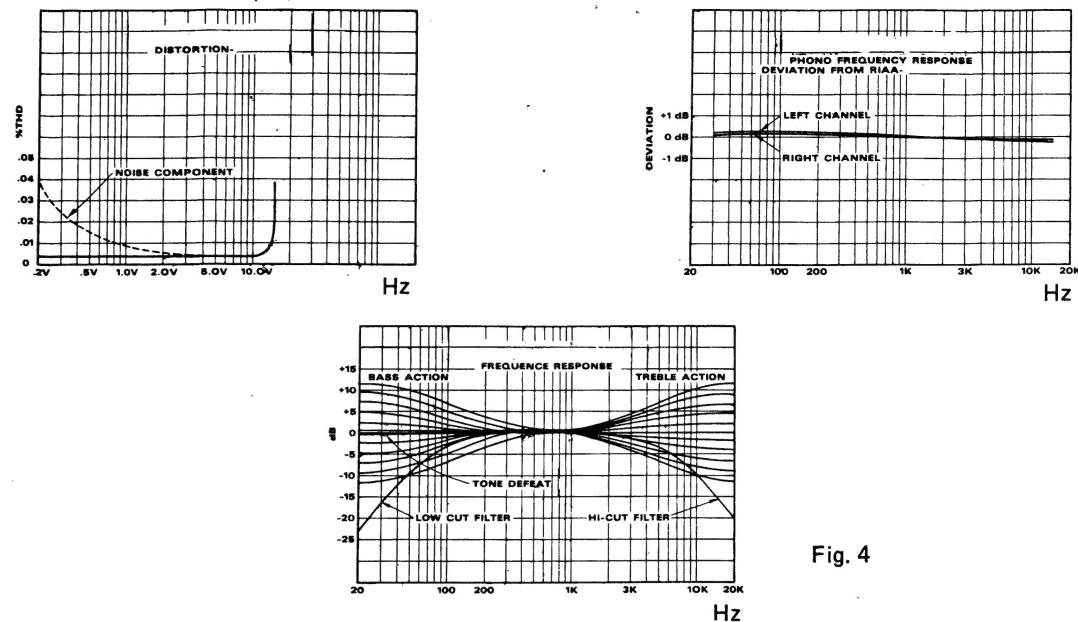 DISTORTION-
%THD
.05
.04
.03
.02
.01
0
NOISE COMPONENT
.2V .5V 1.0V 2.0V 5.0V 10.0V
Hz
PHONO FREQUENCY RESPONSE
DEVIATION FROM RIAA-
DEVIATION
+1 dB
0 dB
-1 dB
LEFT CHANNEL
RIGHT CHANNEL
20 100 200 1K 3K 10K 20K
Hz
FREQUENCE RESPONSE
BASS ACTION TREBLE ACTION
dB
+15
+10
+5
0
-5
-10
-15
-20
-25
TONE DEFEAT
LOW CUT FILTER HI-CUT FILTER
20 100 200 1K 3K 10K 20K
Hz
Fig. 4